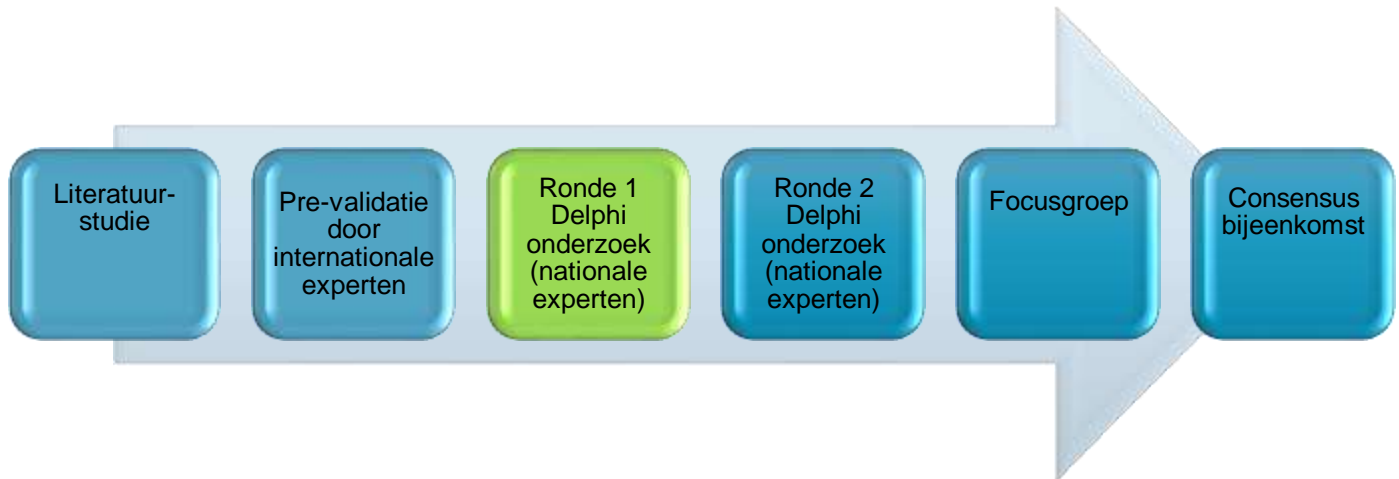 Literatuur-
studie
Pre-validatie
door
internationale
experten
Ronde 1
Delphi
onderzoek
(nationale
experten)
Ronde 2
Delphi
onderzoek
(nationale
experten)
Focusgroep
Consensus
bijeenkomst